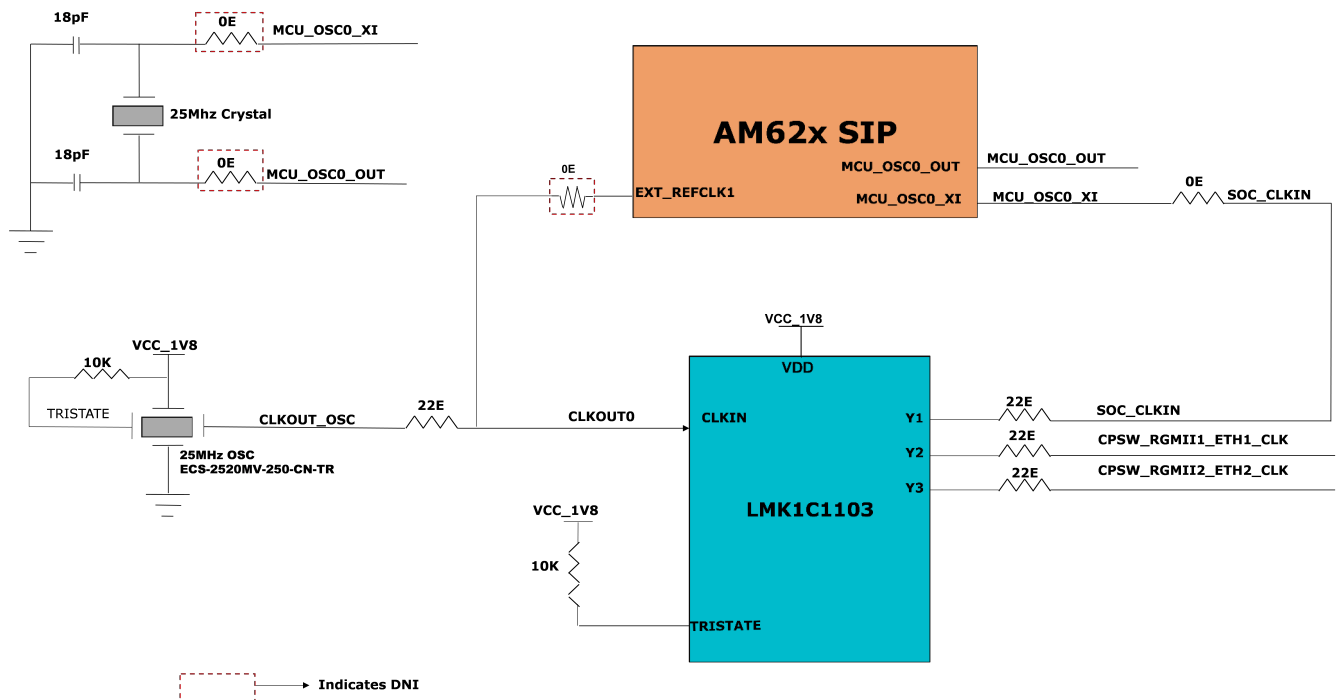 18pF
0E
MCU_OSC0_XI
25Mhz Crystal
18pF
0E
MCU_OSC0_OUT
AM62x SIP
MCU_OSC0_OUT
MCU_OSC0_OUT
0E
EXT_REFCLK1
MCU_OSC0_XI
MCU_OSC0_XI
0E
SOC_CLKIN
VCC_1V8
10K
TRISTATE
CLKOUT_OSC
25MHz OSC
ECS-2520MV-250-CN-TR
22E
CLKOUT0
VCC_1V8
VDD
CLKIN
Y1
22E
SOC_CLKIN
Y2
22E
CPSW_RGMII1_ETH1_CLK
Y3
22E
CPSW_RGMII2_ETH2_CLK
LMK1C1103
VCC_1V8
10K
TRISTATE
Indicates DNI